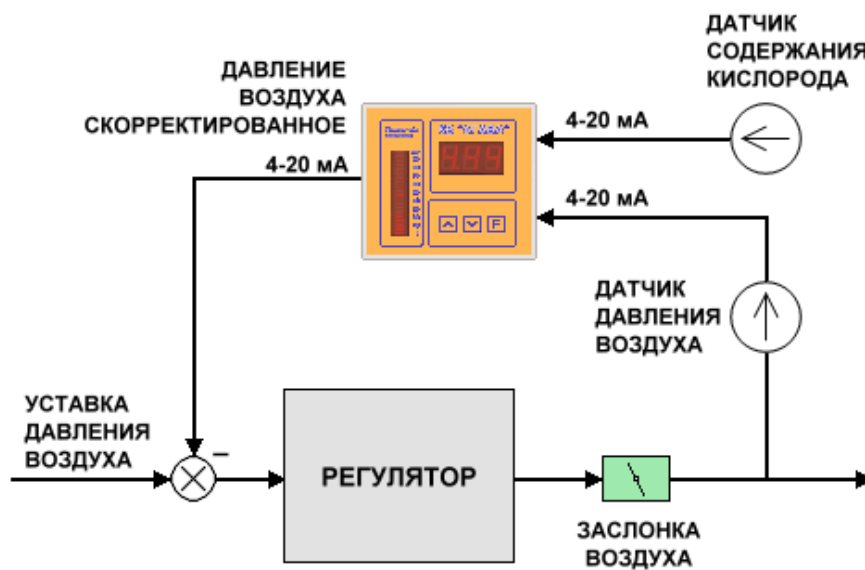 ДАТЧИК
СОДЕРЖАНИЯ
КИСЛОРОДА
ДАВЛЕНИЕ
ВОЗДУХА
СКОРРЕКТИРОВАННОЕ
4-20 мА
4-20 мА
4-20 мА
F
ДАТЧИК
ДАВЛЕНИЯ
ВОЗДУХА
УСТАВКА
ДАВЛЕНИЯ
ВОЗДУХА
–
РЕГУЛЯТОР
ЗАСЛОНКА
ВОЗДУХА